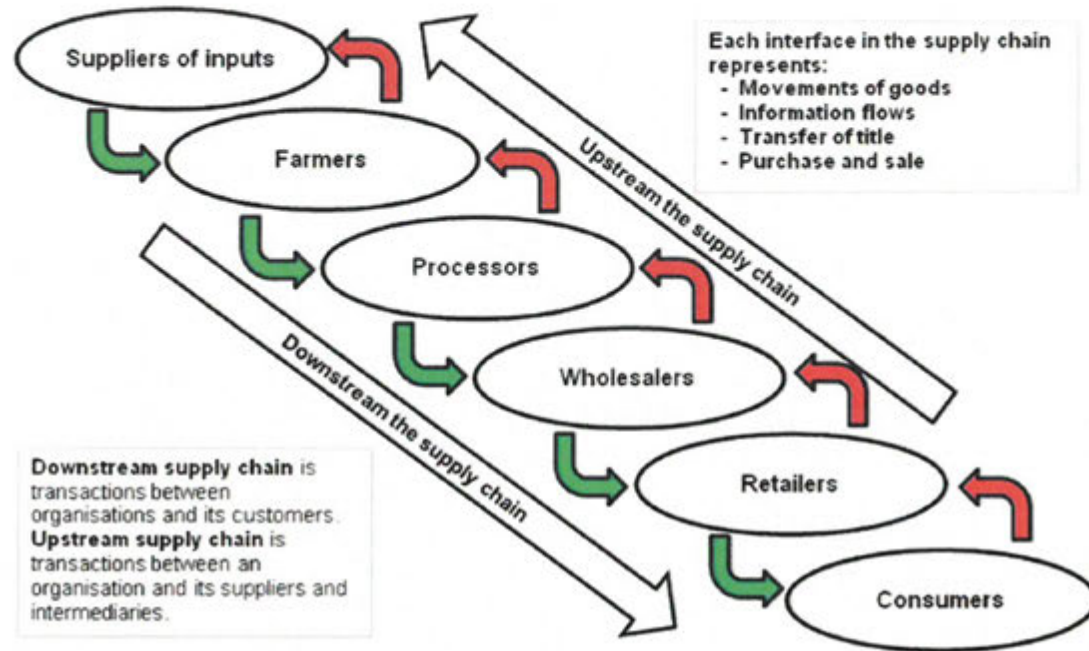 Suppliers of inputs
Each interface in the supply chain
represents:
- Movements of goods
- Information flows
- Transfer of title
- Purchase and sale
Farmers
Upstream the supply chain
Processors
Downstream the supply chain
Wholesalers
Downstream supply chain is
transactions between
organisations and its customers.
Upstream supply chain is
transactions between an
organisation and its suppliers and
intermediaries.
Retailers
Consumers